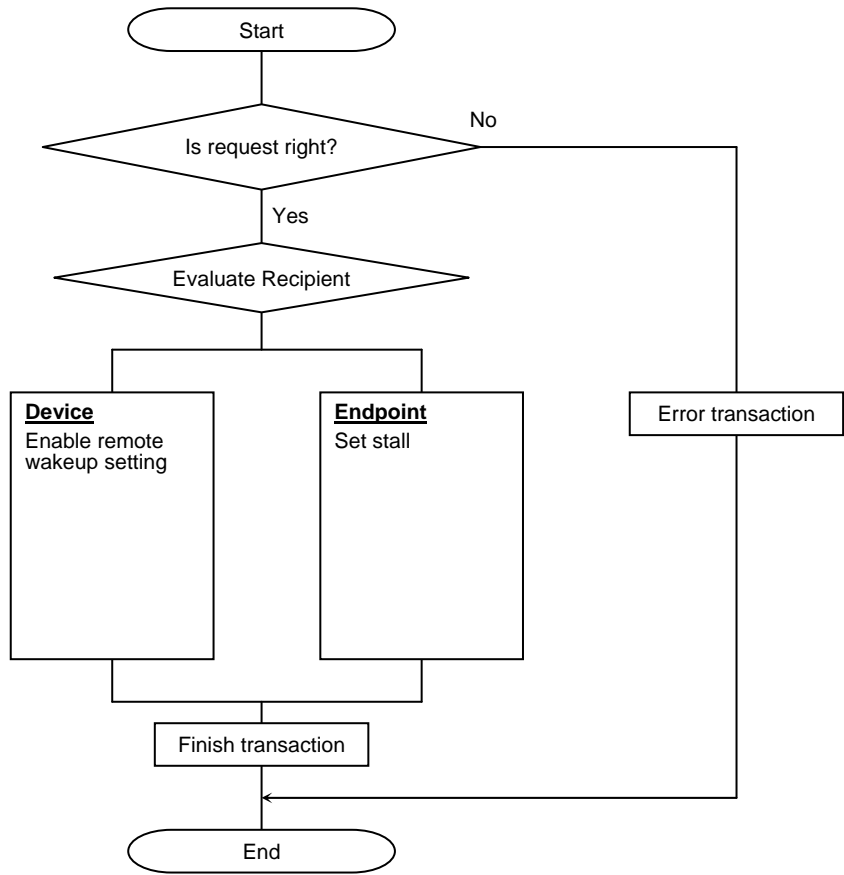 Start
Is request right?
No
Yes
Evaluate Recipient
Device
Enable remote
wakeup setting
Endpoint
Set stall
Error transaction
Finish transaction
End